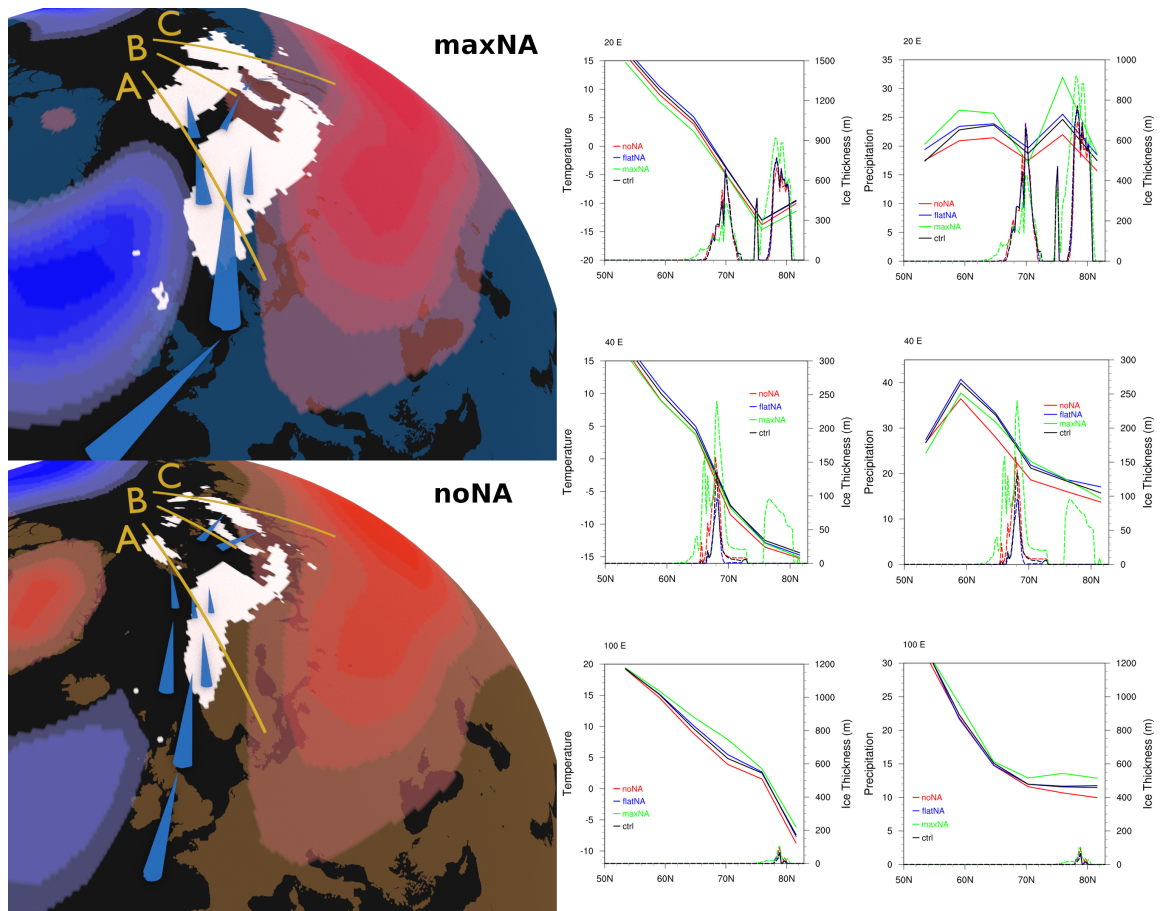 maxNA
C
B
A
noNA
C
B
A
20 E
15
10
5
0
-5
-10
-15
-20
Temperature
1500
1200
900
600
300
0
Ice Thickness (m)
noNA
flatNA
maxNA
ctrl
50N 60N 70N 80N
20 E
35
30
25
20
15
10
5
0
Precipitation
1000
800
600
400
200
0
Ice Thickness (m)
noNA
flatNA
maxNA
ctrl
50N 60N 70N 80N
40 E
15
10
5
0
-5
-10
-15
Temperature
300
250
200
150
100
50
0
Ice Thickness (m)
noNA
flatNA
maxNA
ctrl
50N 60N 70N 80N
40 E
40
30
20
10
0
Precipitation
300
250
200
150
100
50
0
Ice Thickness (m)
noNA
flatNA
maxNA
ctrl
50N 60N 70N 80N
100 E
20
15
10
5
0
-5
-10
Temperature
1200
1000
800
600
400
200
0
Ice Thickness (m)
noNA
flatNA
maxNA
ctrl
50N 60N 70N 80N
100 E
30
25
20
15
10
5
0
Precipitation
1200
1000
800
600
400
200
0
Ice Thickness (m)
noNA
flatNA
maxNA
ctrl
50N 60N 70N 80N